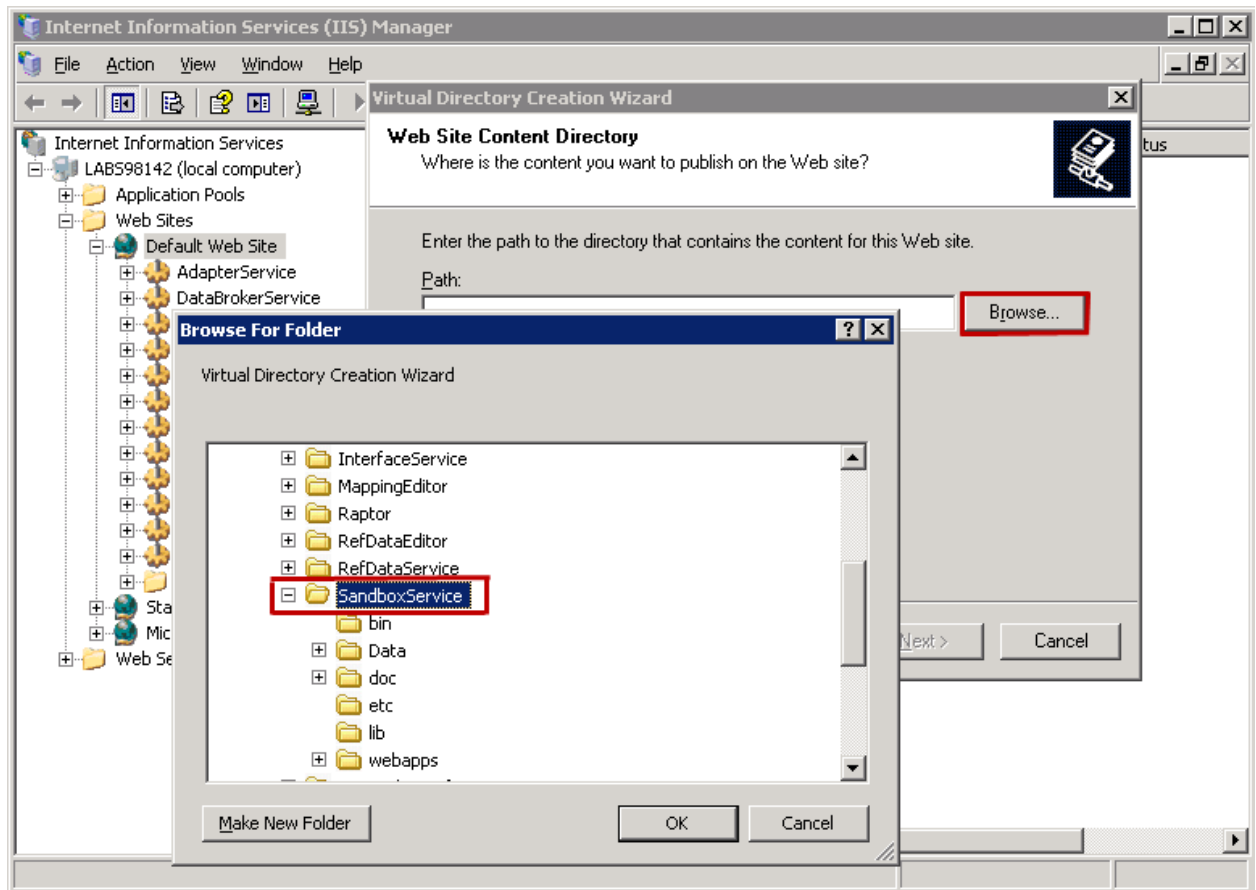 Internet Information Services (IIS) Manager
File Action View Window Help
Virtual Directory Creation Wizard
Web Site Content Directory
Where is the content you want to publish on the Web site?
tus
Internet Information Services
LABS98142 (local computer)
Application Pools
Web Sites
Default Web Site
AdapterService
DataBrokerService
Sta
Mic
Web Se
Enter the path to the directory that contains the content for this Web site.
Path:
Browse...
Browse For Folder
Virtual Directory Creation Wizard
InterfaceService
MappingEditor
Raptor
RefDataEditor
RefDataService
SandboxService
bin
Data
doc
etc
lib
webapps
Next >
Cancel
Make New Folder
OK
Cancel